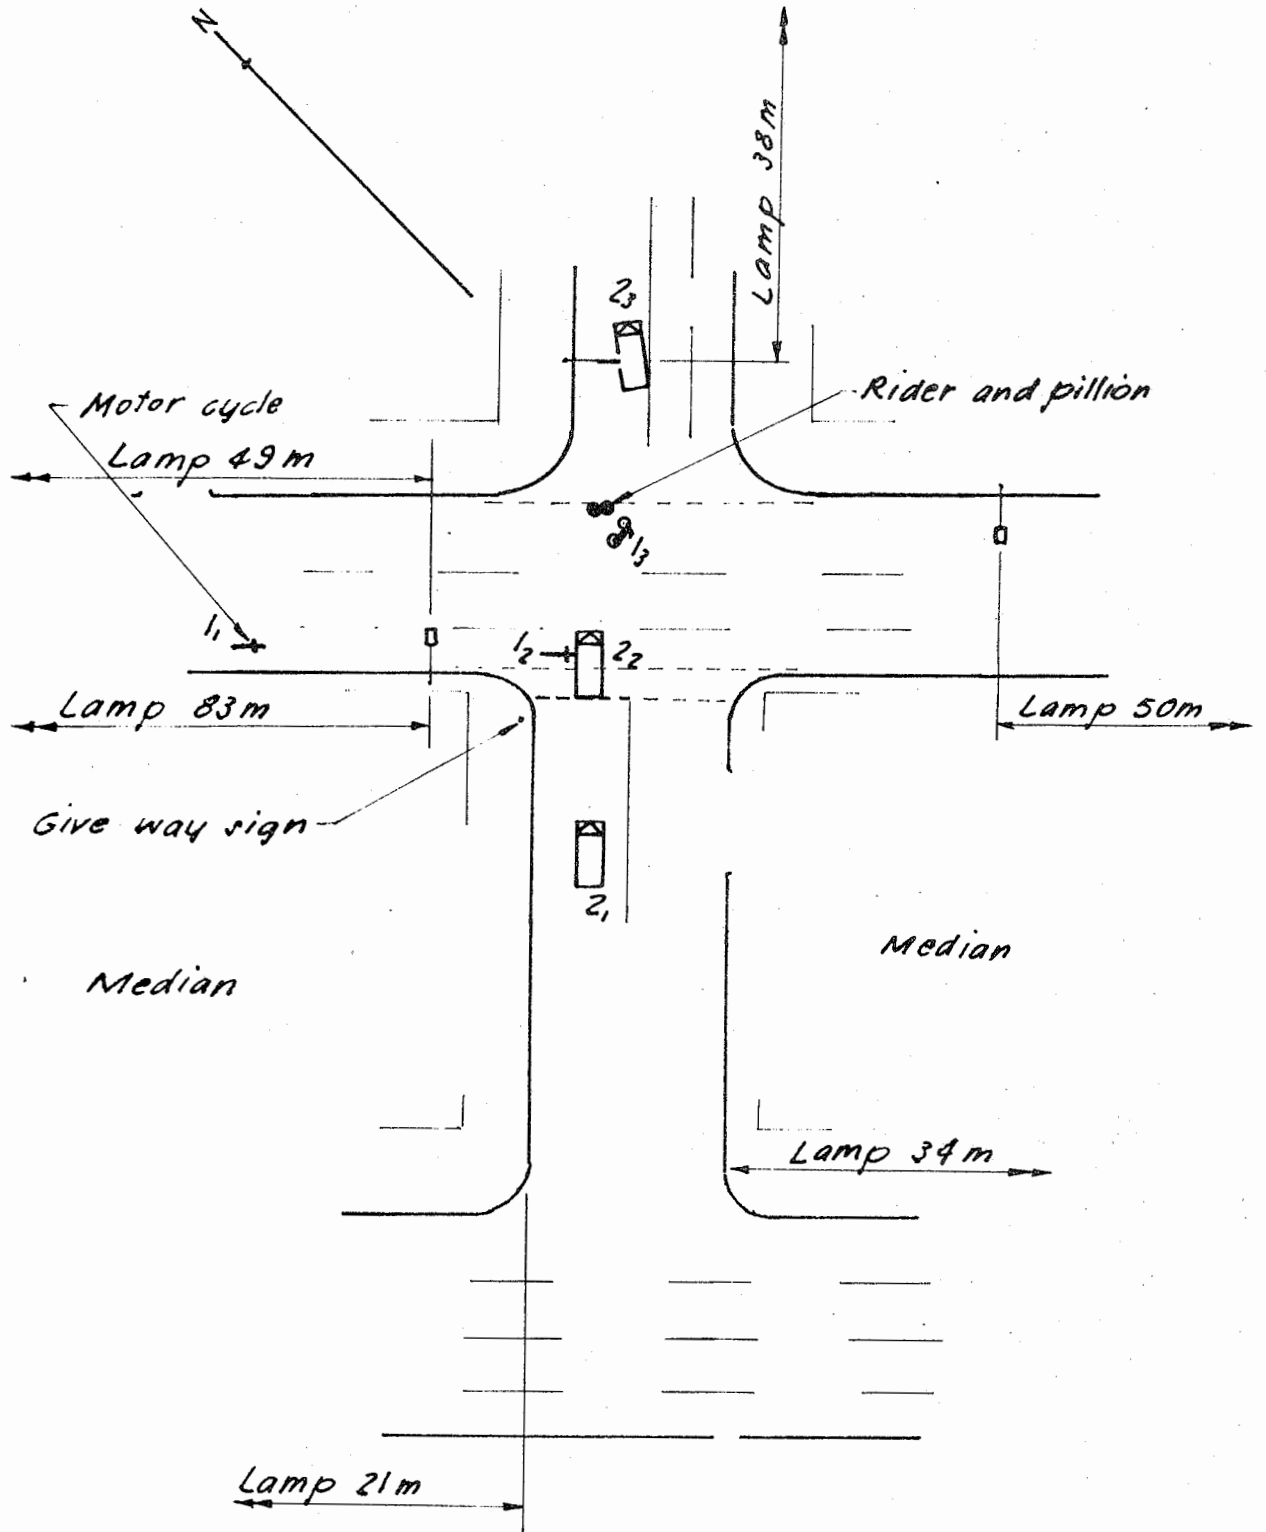 N
Lamp 38m
2₃
Motor cycle
Rider and pillion
Lamp 49m
1₃
1₁
1₂
2₂
Lamp 83m
Lamp 50m
Give way sign
2₁
Median
Median
Lamp 34m
Lamp 21m